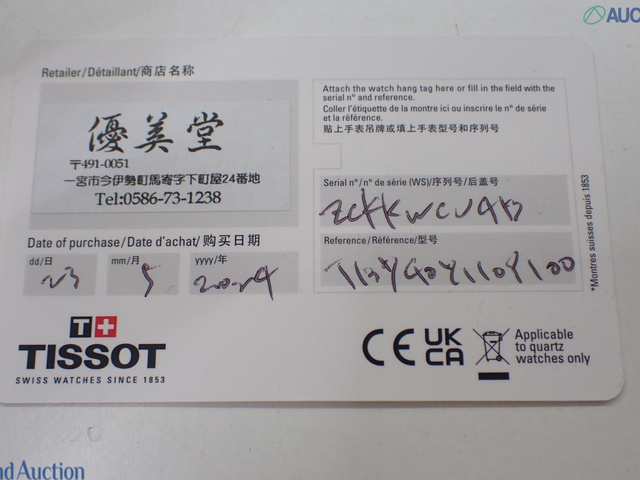 AUC
Retailer/Détaillant/商店名称
優美堂
〒491-0051
一宮市今伊勢町馬寄字下町屋24番地
Tel:0586-73-1238
Date of purchase/Date d'achat/购买日期
dd/日 mm/月 yyyy/年
23 5 2024
T+
TISSOT
SWISS WATCHES SINCE 1853
Attach the watch hang tag here or fill in the field with the
serial n° and reference.
Coller l'étiquette de la montre ici ou inscrire le n° de série
et la référence.
贴上手表吊牌或填上手表型号和序列号
Serial n°/n° de série (WS)/序列号/后盖号
Reference/Référence/型号
*Montres suisses depuis 1853
CE UK
CA
Applicable
to quartz
watches only
nd Auction